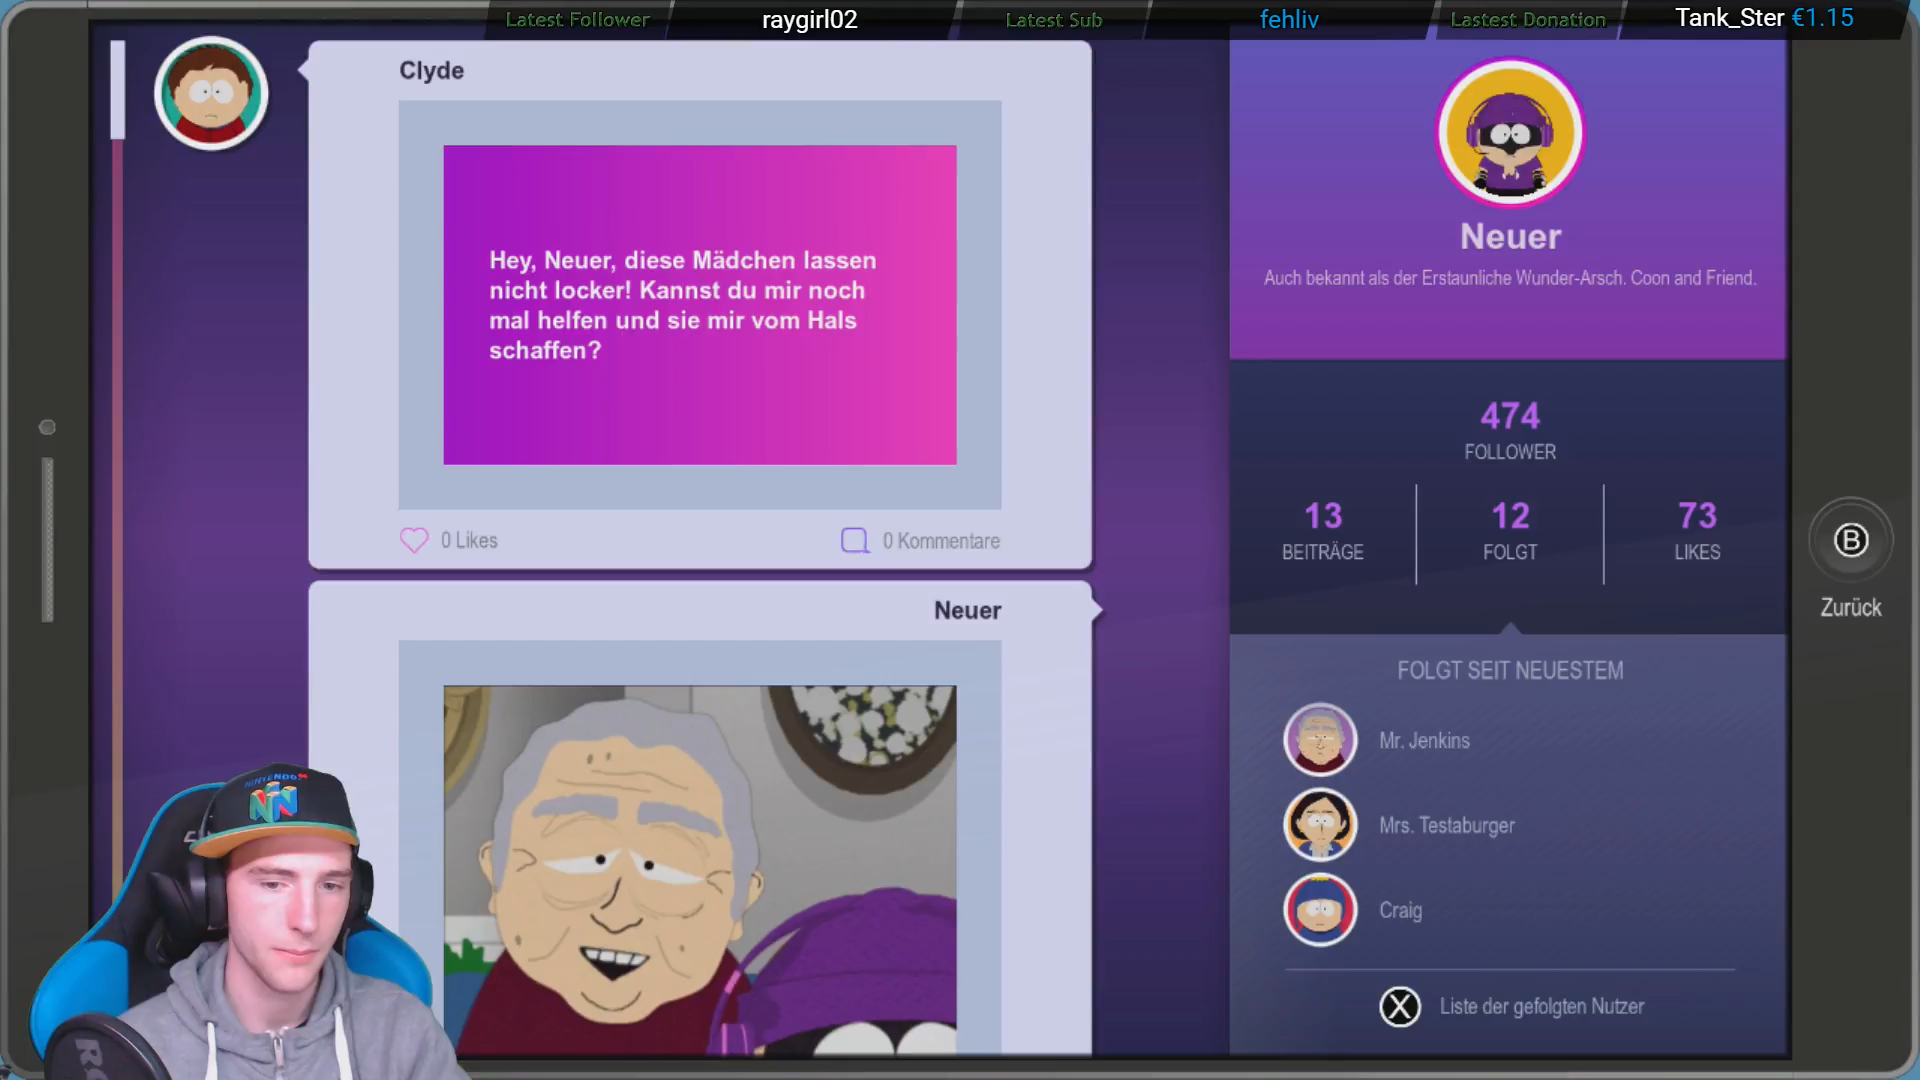 Latest Follower
raygirl02
Latest Sub
fehliv
Lastest Donation
Tank_Ster €1.15
Clyde
Hey, Neuer, diese Mädchen lassen
nicht locker! Kannst du mir noch
mal helfen und sie mir vom Hals
schaffen?
0 Likes
0 Kommentare
Neuer
Neuer
Auch bekannt als der Erstaunliche Wunder-Arsch. Coon and Friend.
474
FOLLOWER
13
BEITRÄGE
12
FOLGT
73
LIKES
FOLGT SEIT NEUESTEM
Mr. Jenkins
Mrs. Testaburger
Craig
X Liste der gefolgten Nutzer
B
Zurück
NINTENDO